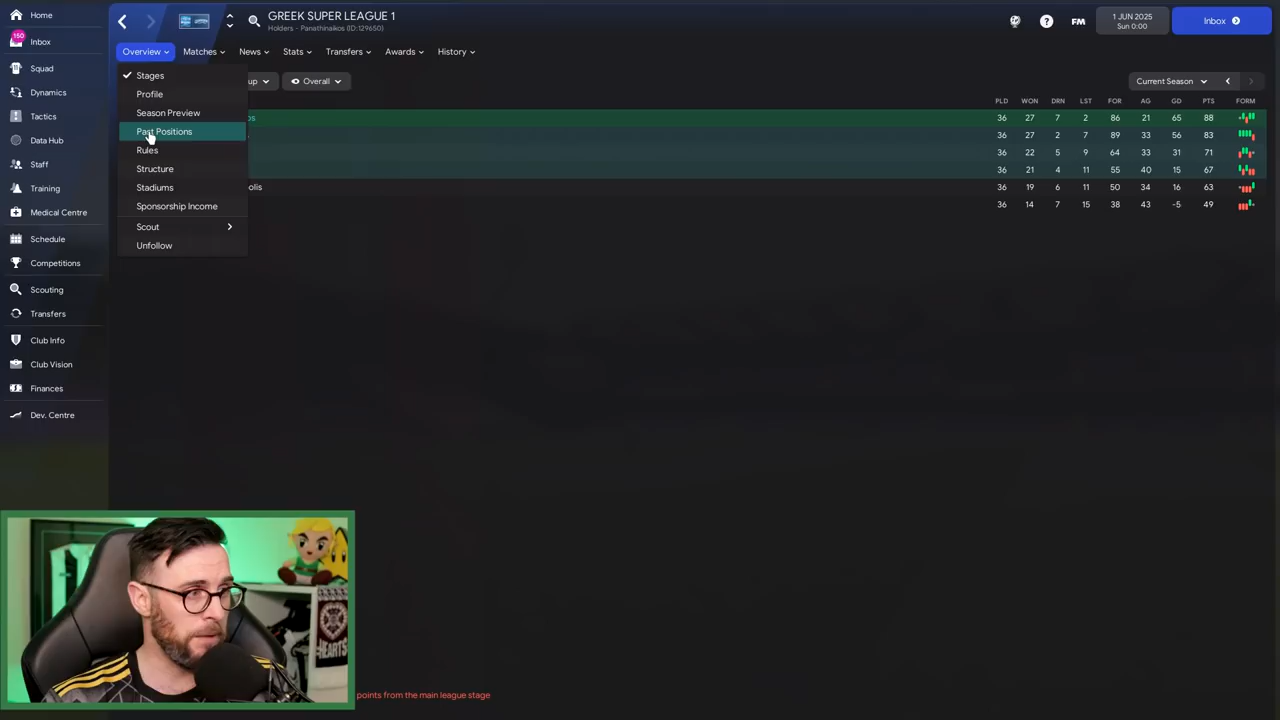 GREEK SUPER LEAGUE 1
Holders - Panathinaikos (ID:129650)
FM
1 JUN 2025
Sun 0:00
Inbox
Home
150
Inbox
Squad
Dynamics
Tactics
Data Hub
Staff
Training
Medical Centre
Schedule
Competitions
Scouting
Transfers
Club Info
Club Vision
Finances
Dev. Centre
Overview
Matches
News
Stats
Transfers
Awards
History
Stages
Profile
Season Preview
Past Positions
Rules
Structure
Stadiums
Sponsorship Income
Scout
Unfollow
up
Overall
Current Season
PLD WON DRN LST FOR AG GD PTS FORM
os 36 27 7 2 86 21 65 88
36 27 2 7 89 33 56 83
36 22 5 9 64 33 31 71
36 21 4 11 55 40 15 67
olis 36 19 6 11 50 34 16 63
36 14 7 15 38 43 -5 49
points from the main league stage
HEARTS